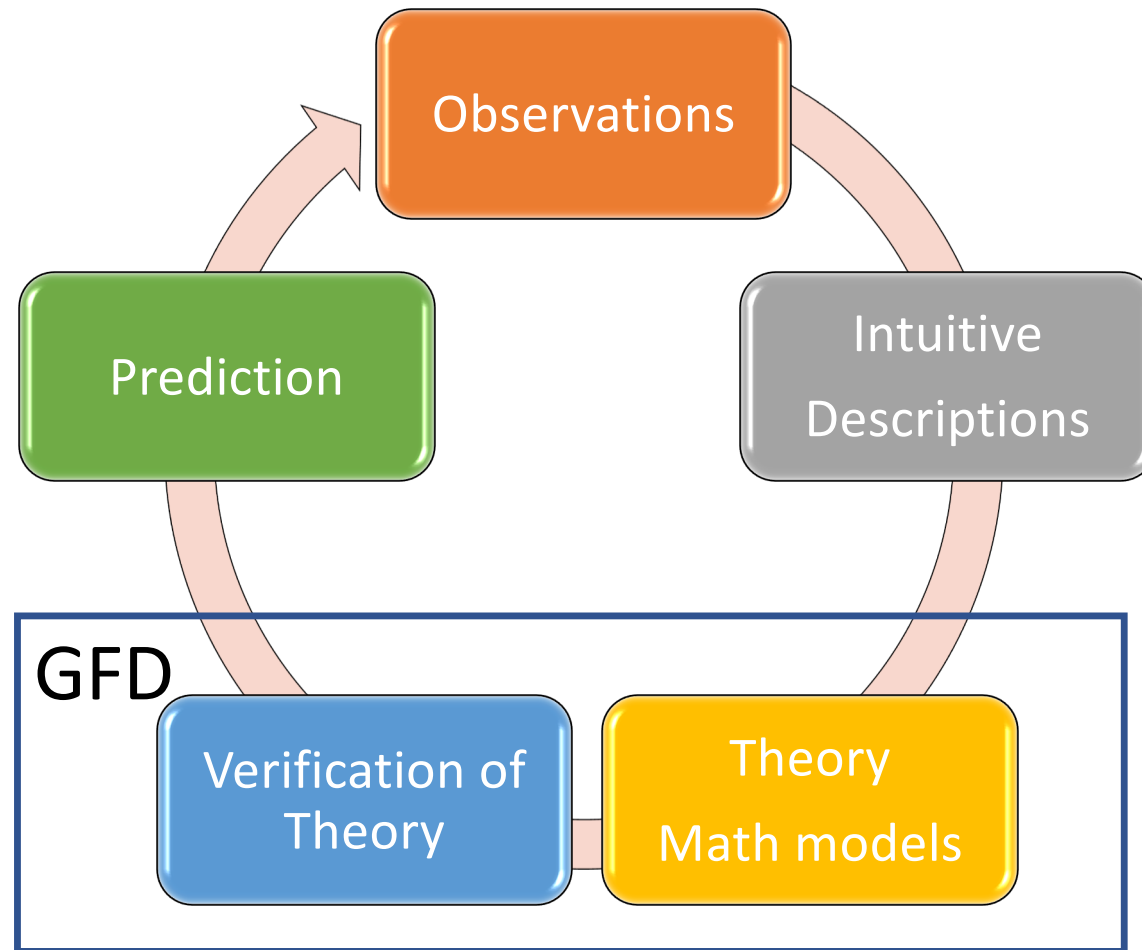 Observations
Intuitive
Descriptions
Prediction
GFD
Verification of
Theory
Theory
Math models